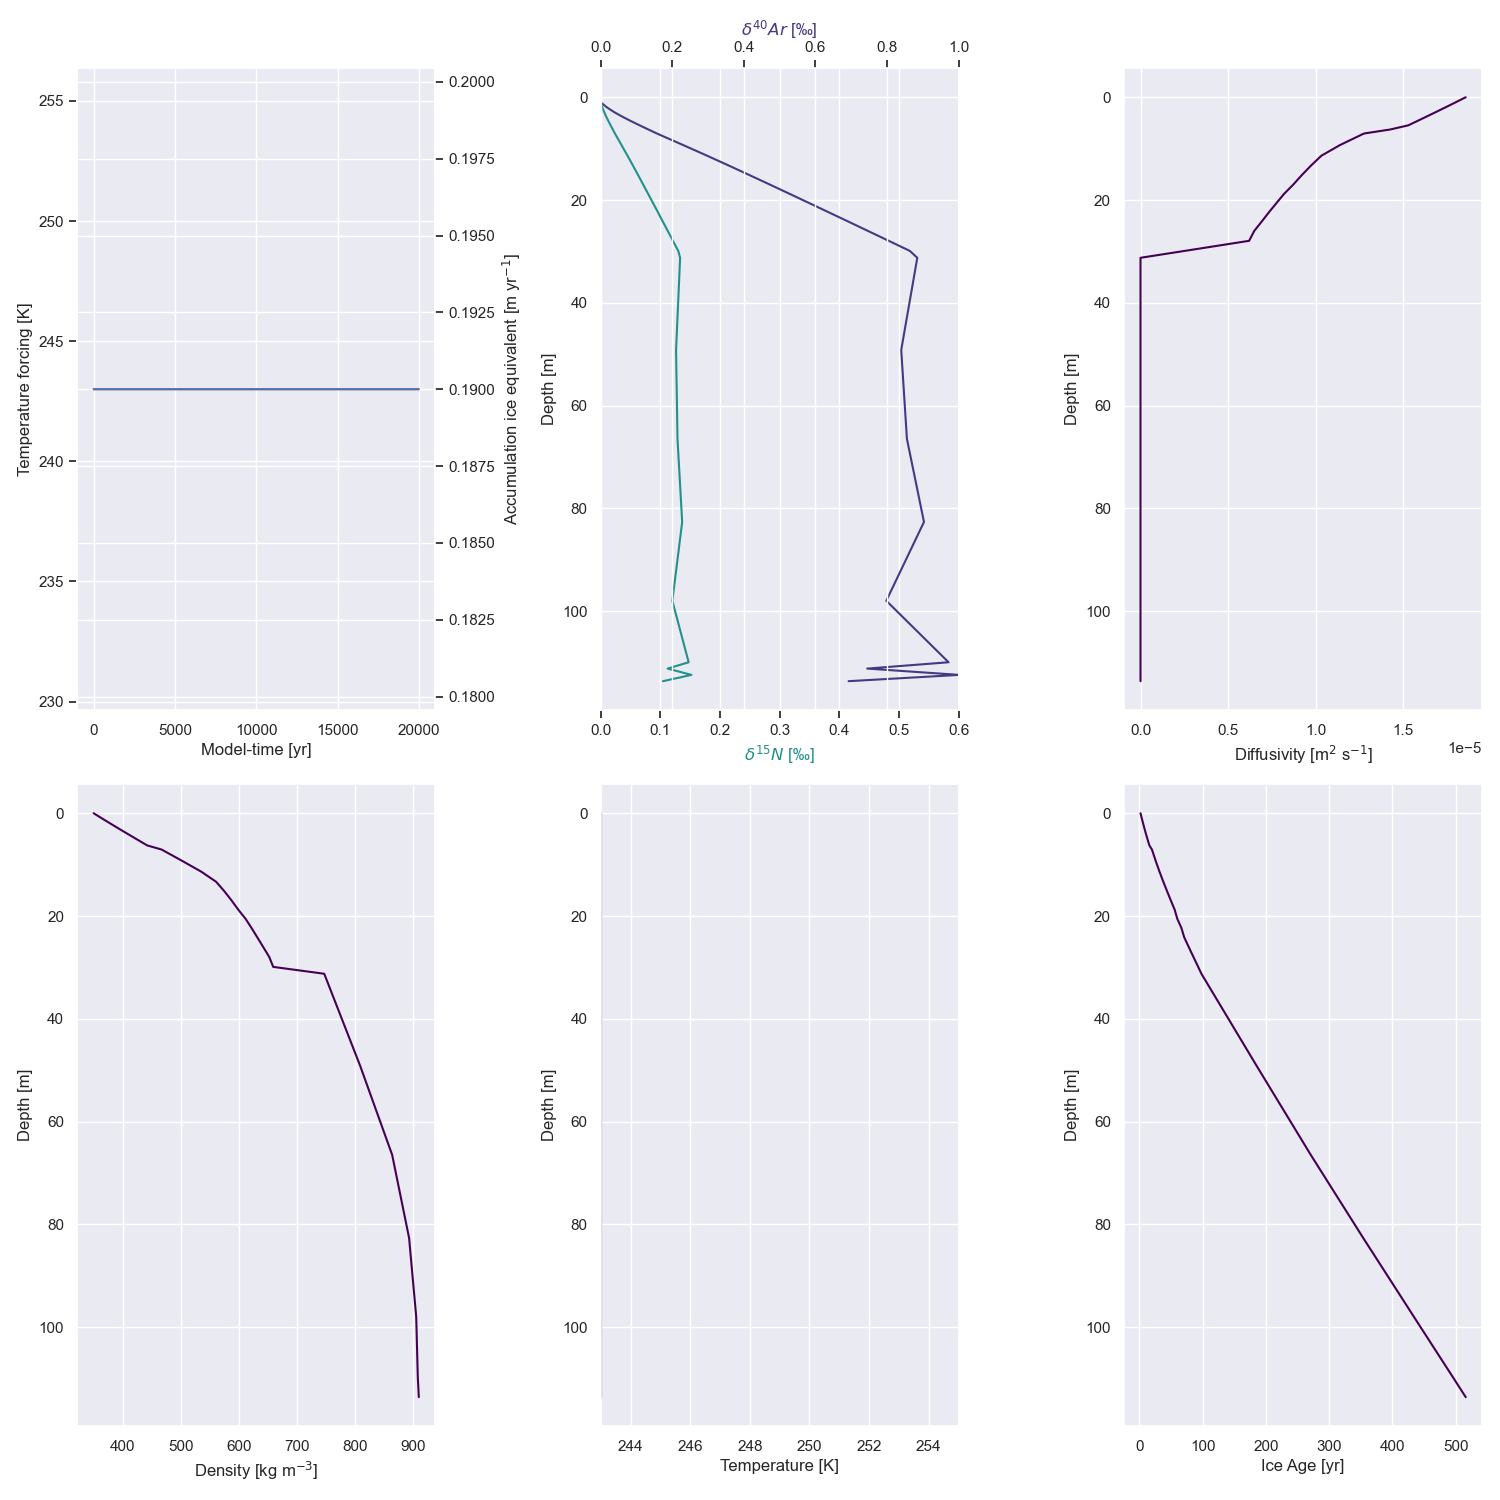 255
250
245
240
235
230
Temperature forcing [K]
0.2000
0.1975
0.1950
0.1925
0.1900
0.1875
0.1850
0.1825
0.1800
Accumulation ice equivalent [m yr⁻¹]
0 5000 10000 15000 20000
Model-time [yr]
δ⁴⁰Ar [‰]
0.0 0.2 0.4 0.6 0.8 1.0
0
20
40
60
80
100
Depth [m]
0.0 0.1 0.2 0.3 0.4 0.5 0.6
δ¹⁵N [‰]
0
20
40
60
80
100
Depth [m]
0.0 0.5 1.0 1.5
1e−5
Diffusivity [m² s⁻¹]
0
20
40
60
80
100
Depth [m]
400 500 600 700 800 900
Density [kg m⁻³]
0
20
40
60
80
100
Depth [m]
244 246 248 250 252 254
Temperature [K]
0
20
40
60
80
100
Depth [m]
0 100 200 300 400 500
Ice Age [yr]